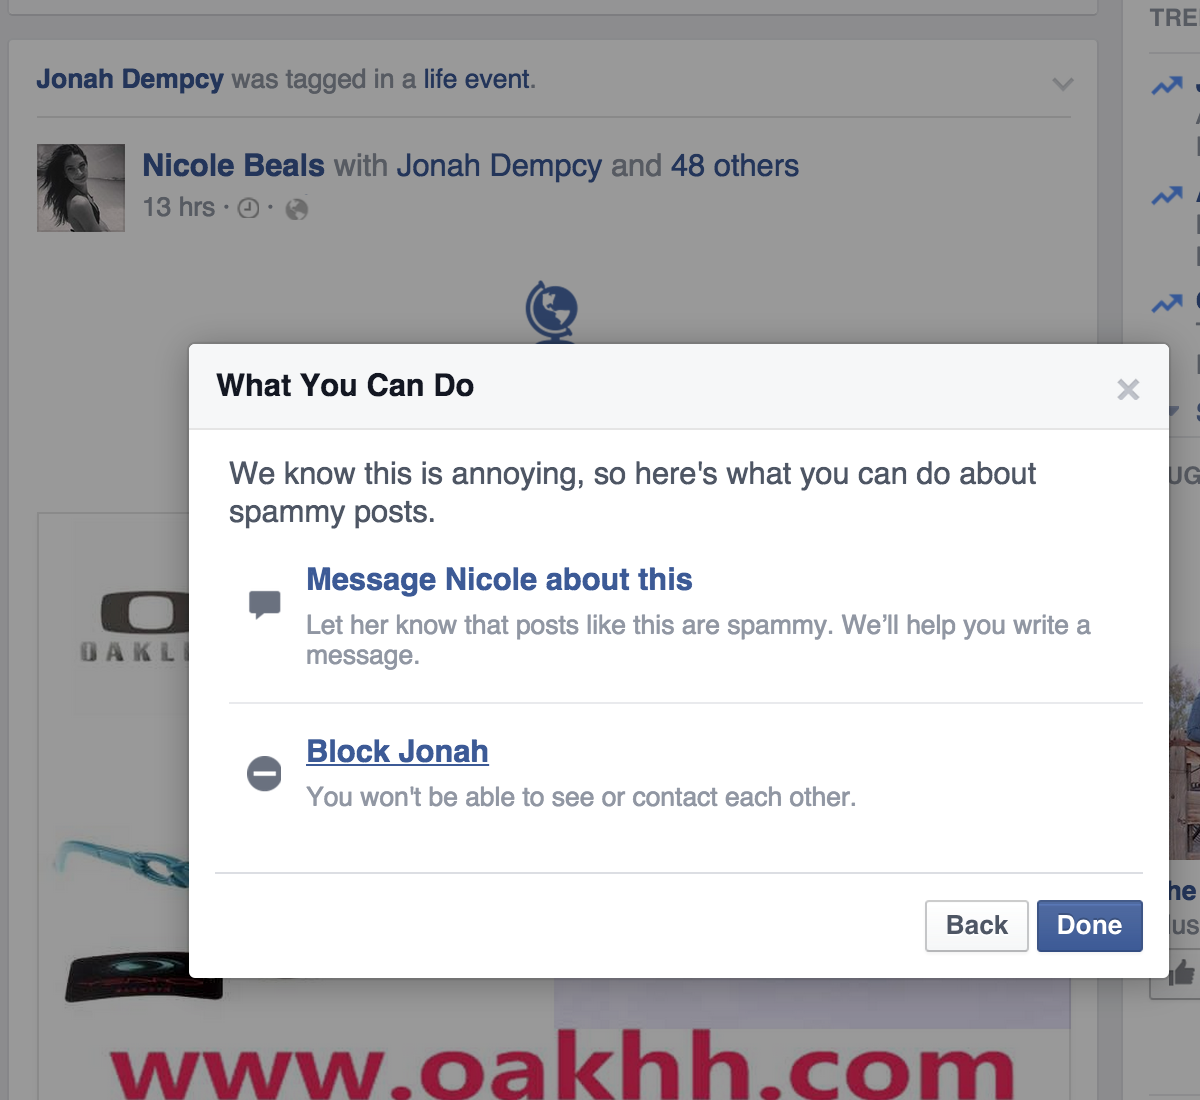 TRE
Jonah Dempcy was tagged in a life event.
Nicole Beals with Jonah Dempcy and 48 others
13 hrs · ·
What You Can Do
We know this is annoying, so here's what you can do about
spammy posts.
UG
Message Nicole about this
Let her know that posts like this are spammy. We’ll help you write a
message.
OAKL
Block Jonah
You won't be able to see or contact each other.
Back
Done
he
us
www.oakhh.com